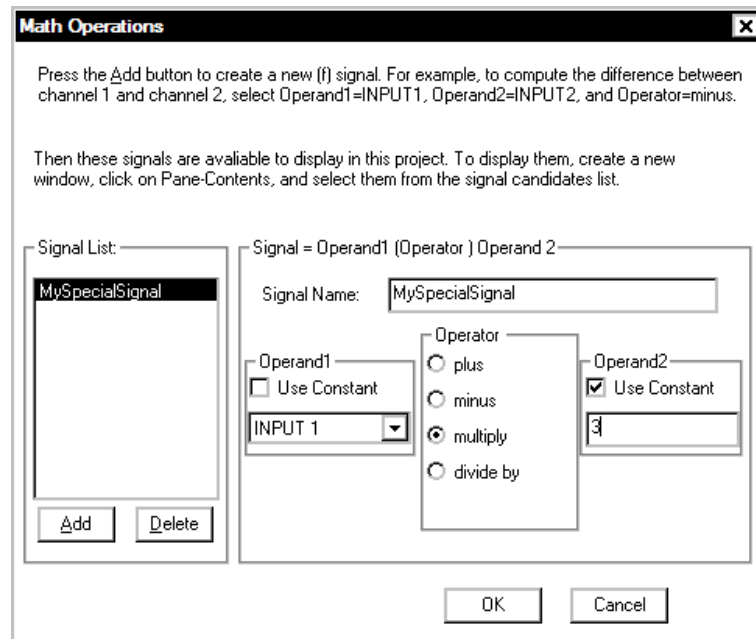 Math Operations
Press the Add button to create a new (f) signal. For example, to compute the difference between
channel 1 and channel 2, select Operand1=INPUT1, Operand2=INPUT2, and Operator=minus.
Then these signals are avaliable to display in this project. To display them, create a new
window, click on Pane-Contents, and select them from the signal candidates list.
Signal List:
MySpecialSignal
Add
Delete
Signal = Operand1 (Operator ) Operand 2
Signal Name:
MySpecialSignal
Operand1
Use Constant
INPUT 1
Operator
plus
minus
multiply
divide by
Operand2
Use Constant
3
OK
Cancel